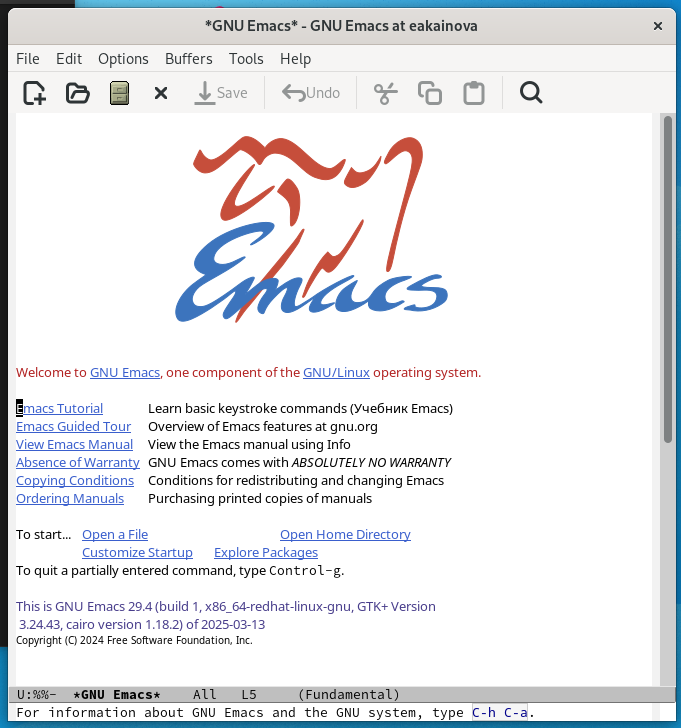 *GNU Emacs* - GNU Emacs at eakainova
File Edit Options Buffers Tools Help
Save Undo
Emacs
Welcome to GNU Emacs, one component of the GNU/Linux operating system.
Emacs Tutorial Learn basic keystroke commands (Учебник Emacs)
Emacs Guided Tour Overview of Emacs features at gnu.org
View Emacs Manual View the Emacs manual using Info
Absence of Warranty GNU Emacs comes with ABSOLUTELY NO WARRANTY
Copying Conditions Conditions for redistributing and changing Emacs
Ordering Manuals Purchasing printed copies of manuals
To start... Open a File Open Home Directory
Customize Startup Explore Packages
To quit a partially entered command, type Control-g.
This is GNU Emacs 29.4 (build 1, x86_64-redhat-linux-gnu, GTK+ Version
3.24.43, cairo version 1.18.2) of 2025-03-13
Copyright (C) 2024 Free Software Foundation, Inc.
U:%%- *GNU Emacs* All L5 (Fundamental)
For information about GNU Emacs and the GNU system, type C-h C-a.